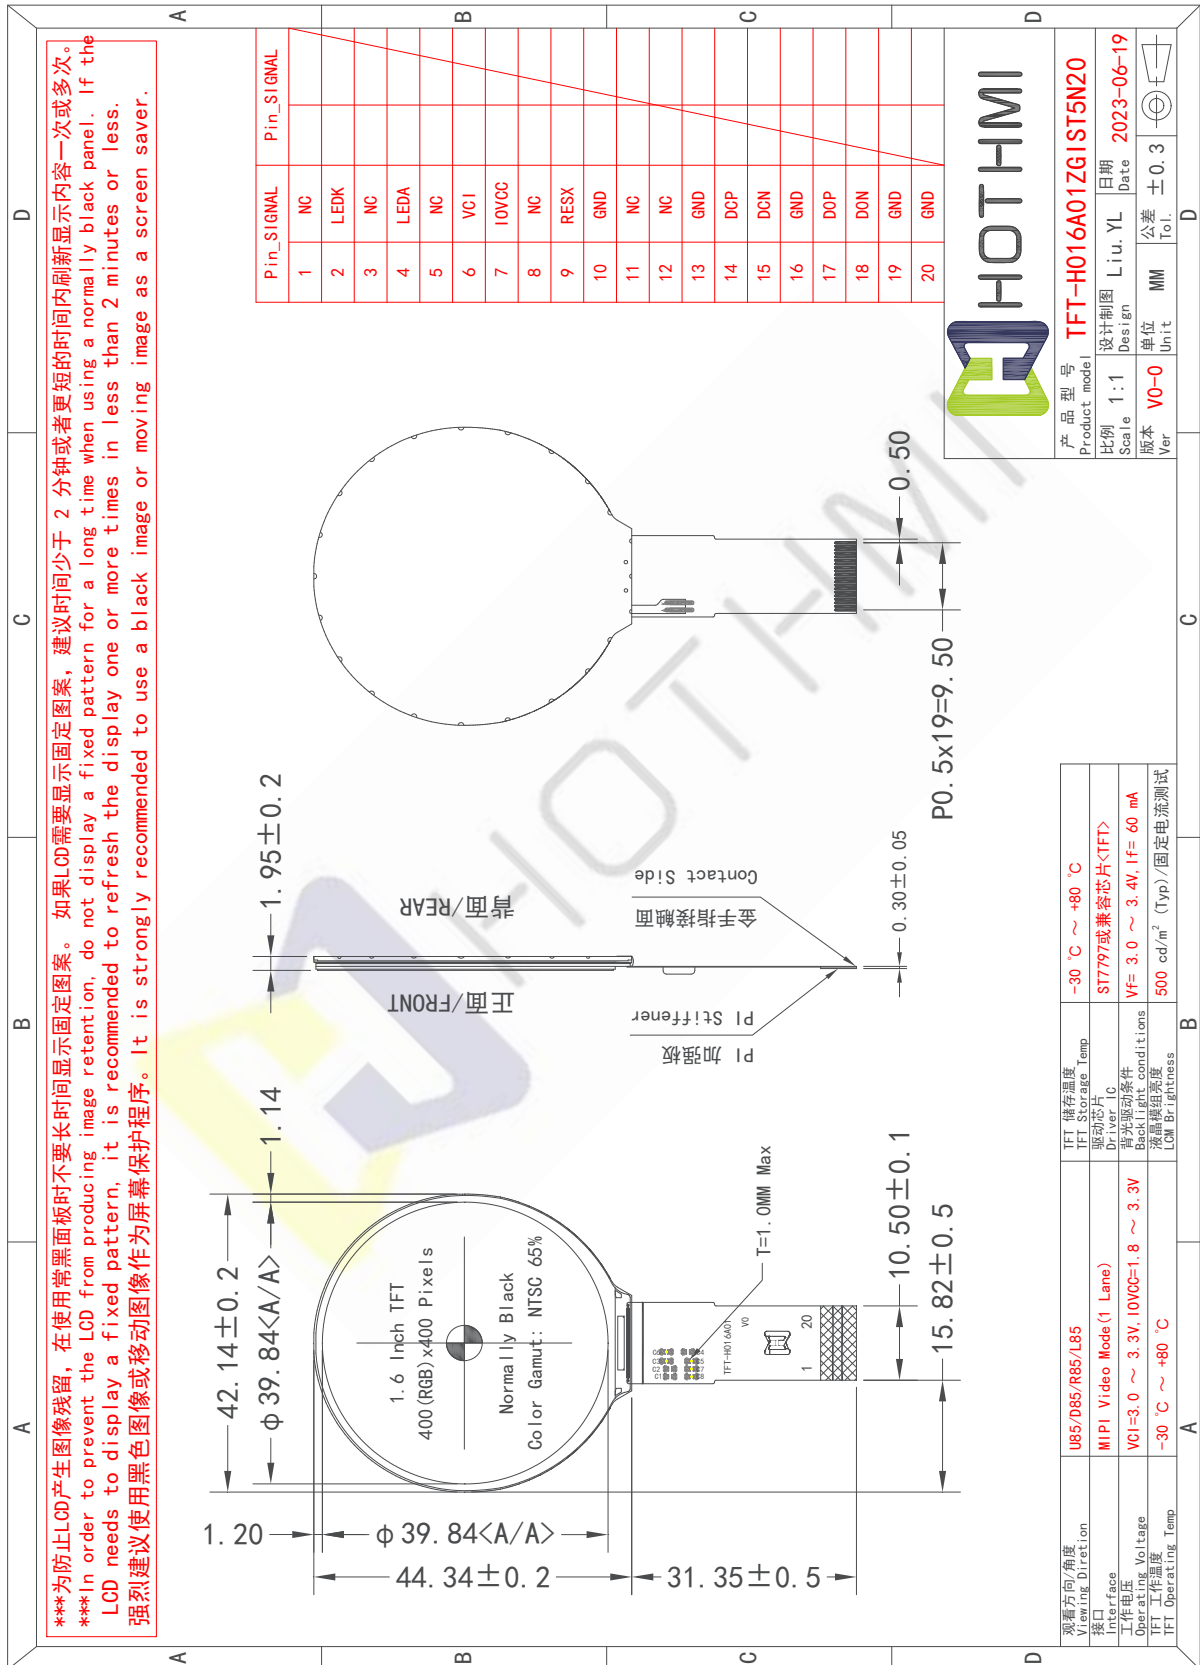 ***为防止LCD产生图像残留，在使用常黑面板时不要长时间显示固定图案。 如果LCD需要显示固定图案，建议时间少于 2 分钟或者更短的时间内刷新显示内容一次或多次。
***In order to prevent the LCD from producing image retention, do not display a fixed pattern for a long time when using a normally black panel. If the
LCD needs to display a fixed pattern, it is recommended to refresh the display one or more times in less than 2 minutes or less.
强烈建议使用黑色图像或移动图像作为屏幕保护程序。It is strongly recommended to use a black image or moving image as a screen saver.
A
B
C
D
A
B
C
D
A
B
C
D
A
B
C
D
42.14±0.2
φ39.84<A/A>
1.14
1.20
φ39.84<A/A>
44.34±0.2
31.35±0.5
1.6 Inch TFT
400(RGB)x400 Pixels
Normally Black
Color Gamut: NTSC 65%
T=1.0MM Max
TFT-H016A01
V0
1
20
10.50±0.1
15.82±0.5
1.95±0.2
正面/FRONT
背面/REAR
PI 加强板
PI Stiffener
金手指接触面
Contact Side
0.30±0.05
P0.5x19=9.50
0.50
HOTHMI
Pin_SIGNAL Pin_SIGNAL
1 NC
2 LEDK
3 NC
4 LEDA
5 NC
6 VCI
7 IOVCC
8 NC
9 RESX
10 GND
11 NC
12 NC
13 GND
14 DCP
15 DCN
16 GND
17 DOP
18 DON
19 GND
20 GND
观看方向/角度
Viewing Diretion
U85/D85/R85/L85
接口
Interface
MIPI Video Mode(1 Lane)
工作电压
Operating Voltage
VCI=3.0 ～ 3.3V,IOVCC=1.8 ～ 3.3V
TFT 工作温度
TFT Operating Temp
-30 ℃ ～ +80 ℃
TFT 储存温度
TFT Storage Temp
-30 ℃ ～ +80 ℃
驱动芯片
Driver IC
ST7797或兼容芯片<TFT>
背光驱动条件
Backlight conditions
Vf= 3.0 ～ 3.4V,If= 60 mA
液晶模组亮度
LCM Brightness
500 cd/m² (Typ)/固定电流测试
HOTHMI
产 品 型 号
Product model
TFT-H016A01ZGIST5N20
比例
Scale
1:1
设计制图
Design
Liu.YL
日期
Date
2023-06-19
版本
Ver
V0-0
单位
Unit
MM
公差
Tol.
±0.3